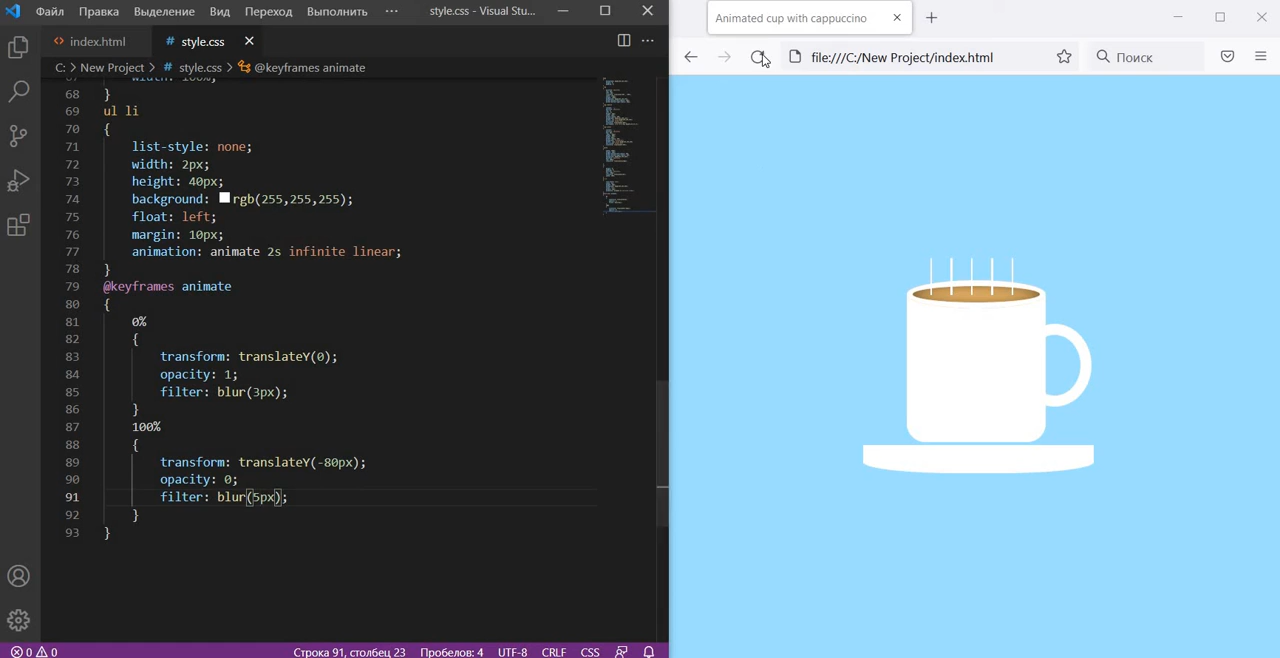 Файл Правка Выделение Вид Переход Выполнить ··· style.css - Visual Stu...
index.html # style.css
C: > New Project > # style.css > @keyframes animate
67 width: 100%;
68 }
69 ul li
70 {
71 list-style: none;
72 width: 2px;
73 height: 40px;
74 background: rgb(255,255,255);
75 float: left;
76 margin: 10px;
77 animation: animate 2s infinite linear;
78 }
79 @keyframes animate
80 {
81 0%
82 {
83 transform: translateY(0);
84 opacity: 1;
85 filter: blur(3px);
86 }
87 100%
88 {
89 transform: translateY(-80px);
90 opacity: 0;
91 filter: blur(5px);
92 }
93 }
0 0 Строка 91, столбец 23 Пробелов: 4 UTF-8 CRLF CSS
Animated cup with cappuccino
file:///C:/New Project/index.html
Поиск